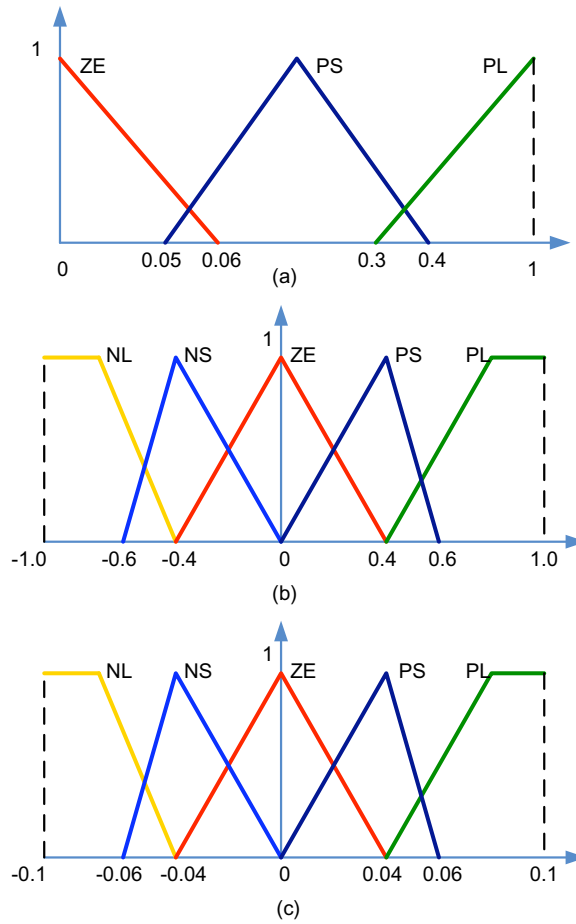 1 ZE PS PL
0 0.05 0.06 0.3 0.4 1
(a)
1
NL NS ZE PS PL
-1.0 -0.6 -0.4 0 0.4 0.6 1.0
(b)
1
NL NS ZE PS PL
-0.1 -0.06 -0.04 0 0.04 0.06 0.1
(c)